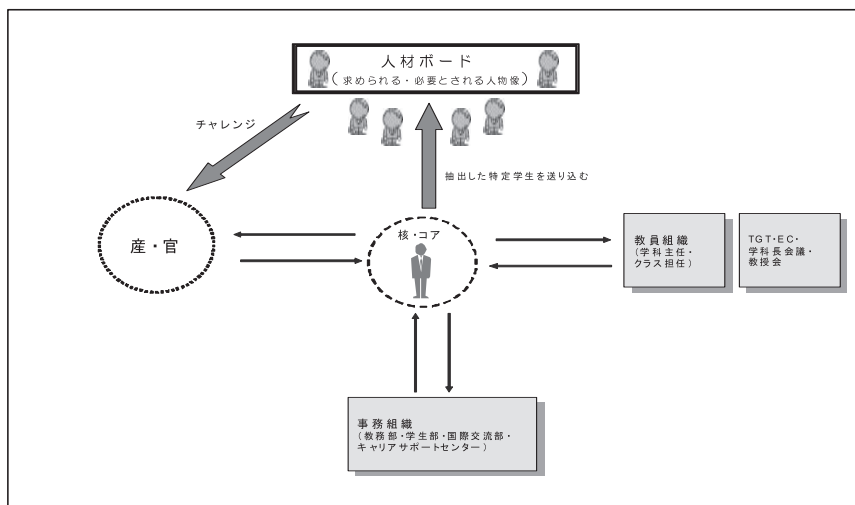 人材ボード
(求められる・必要とされる人物像)
チャレンジ
抽出した特定学生を送り込む
産・官
核・コア
教員組織
(学科主任・
クラス担任)
TGT・EC・
学科長会議・
教授会
事務組織
(教務部・学生部・国際交流部・
キャリアサポートセンター)